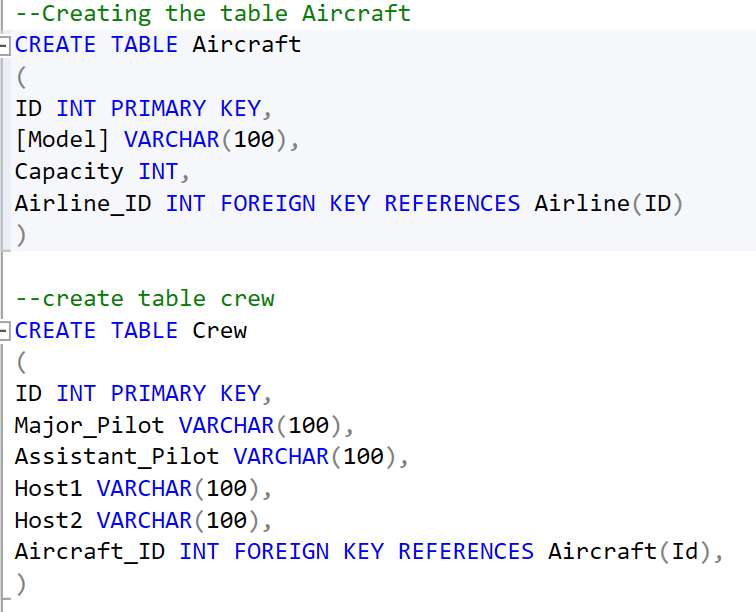 --Creating the table Aircraft
CREATE TABLE Aircraft
(
ID INT PRIMARY KEY,
[Model] VARCHAR(100),
Capacity INT,
Airline_ID INT FOREIGN KEY REFERENCES Airline(ID)
)
--create table crew
CREATE TABLE Crew
(
ID INT PRIMARY KEY,
Major_Pilot VARCHAR(100),
Assistant_Pilot VARCHAR(100),
Host1 VARCHAR(100),
Host2 VARCHAR(100),
Aircraft_ID INT FOREIGN KEY REFERENCES Aircraft(Id),
)